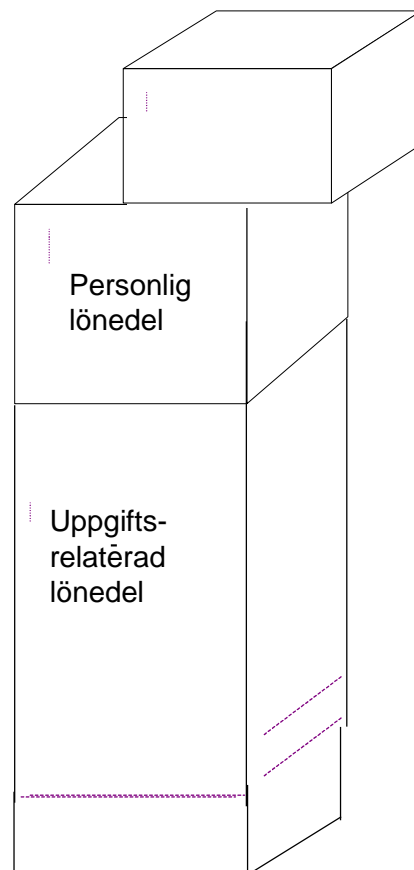 Personlig
lönedel
Uppgifts-
relaterad
lönedel